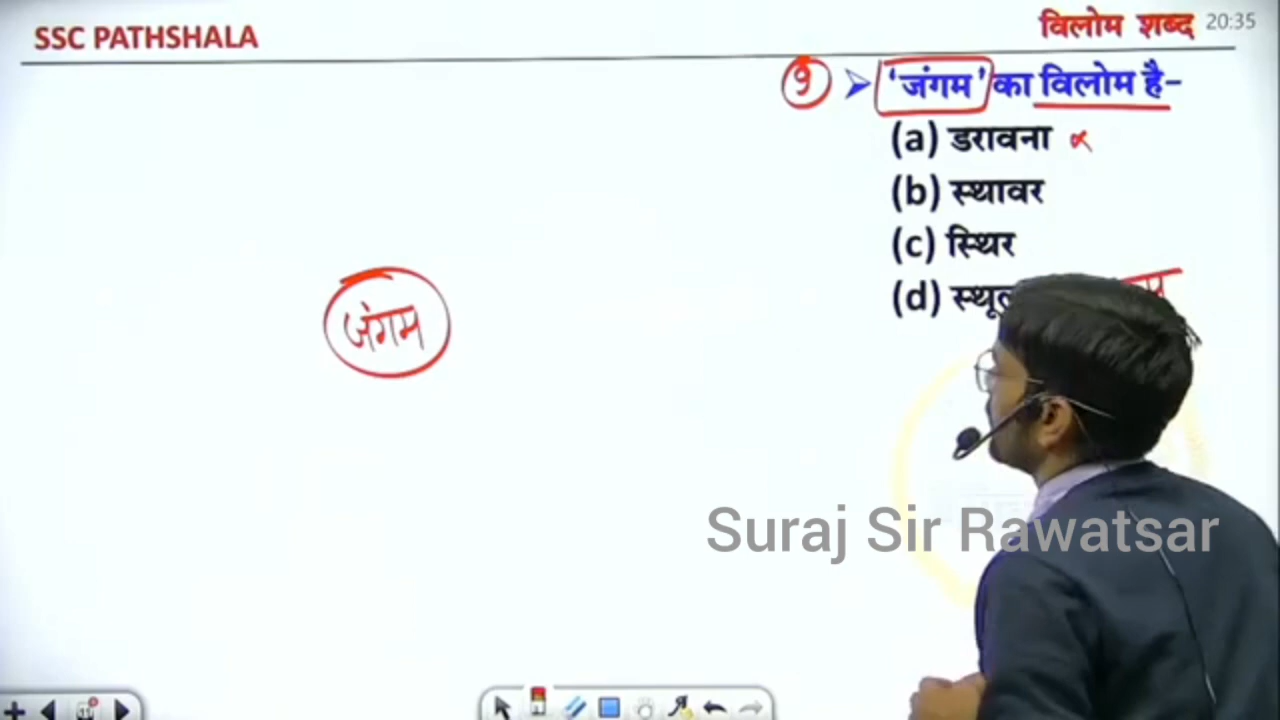 SSC PATHSHALA
विलोम शब्द 20:35
9 ➢ 'जंगम' का विलोम है-
(a) डरावना
(b) स्थावर
(c) स्थिर
(d)
जंगम
Suraj Sir Rawatsar